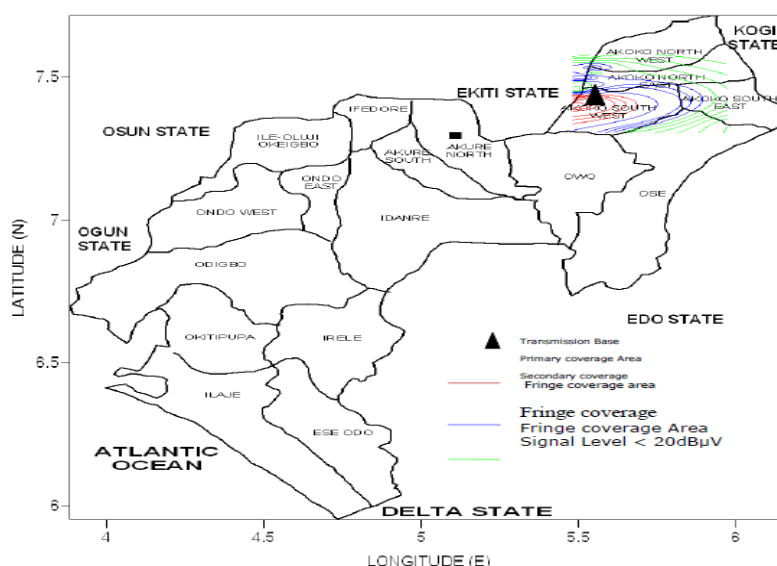 KOGI
STATE
AKOKO NORTH
WEST
AKOKO NORTH
EKITI STATE
AKOKO SOUTH
EAST
AKOKO SOUTH
WEST
IFEDORE
OSUN STATE
ILE-OLUJI
OKEIGBO
AKURE
SOUTH
AKURE
NORTH
ONDO
EAST
OWO
OSE
ONDO WEST
IDANRE
OGUN
STATE
ODIGBO
EDO STATE
OKITIPUPA
IRELE
ILAJE
ESE ODO
ATLANTIC
OCEAN
DELTA STATE
Transmission Base
Primary coverage Area
Secondary coverage
Fringe coverage area
Fringe coverage
Fringe coverage Area
Signal Level < 20dBµV
LATITUDE (N)
7.5
7
6.5
6
4 4.5 5 5.5 6
LONGITUDE (E)